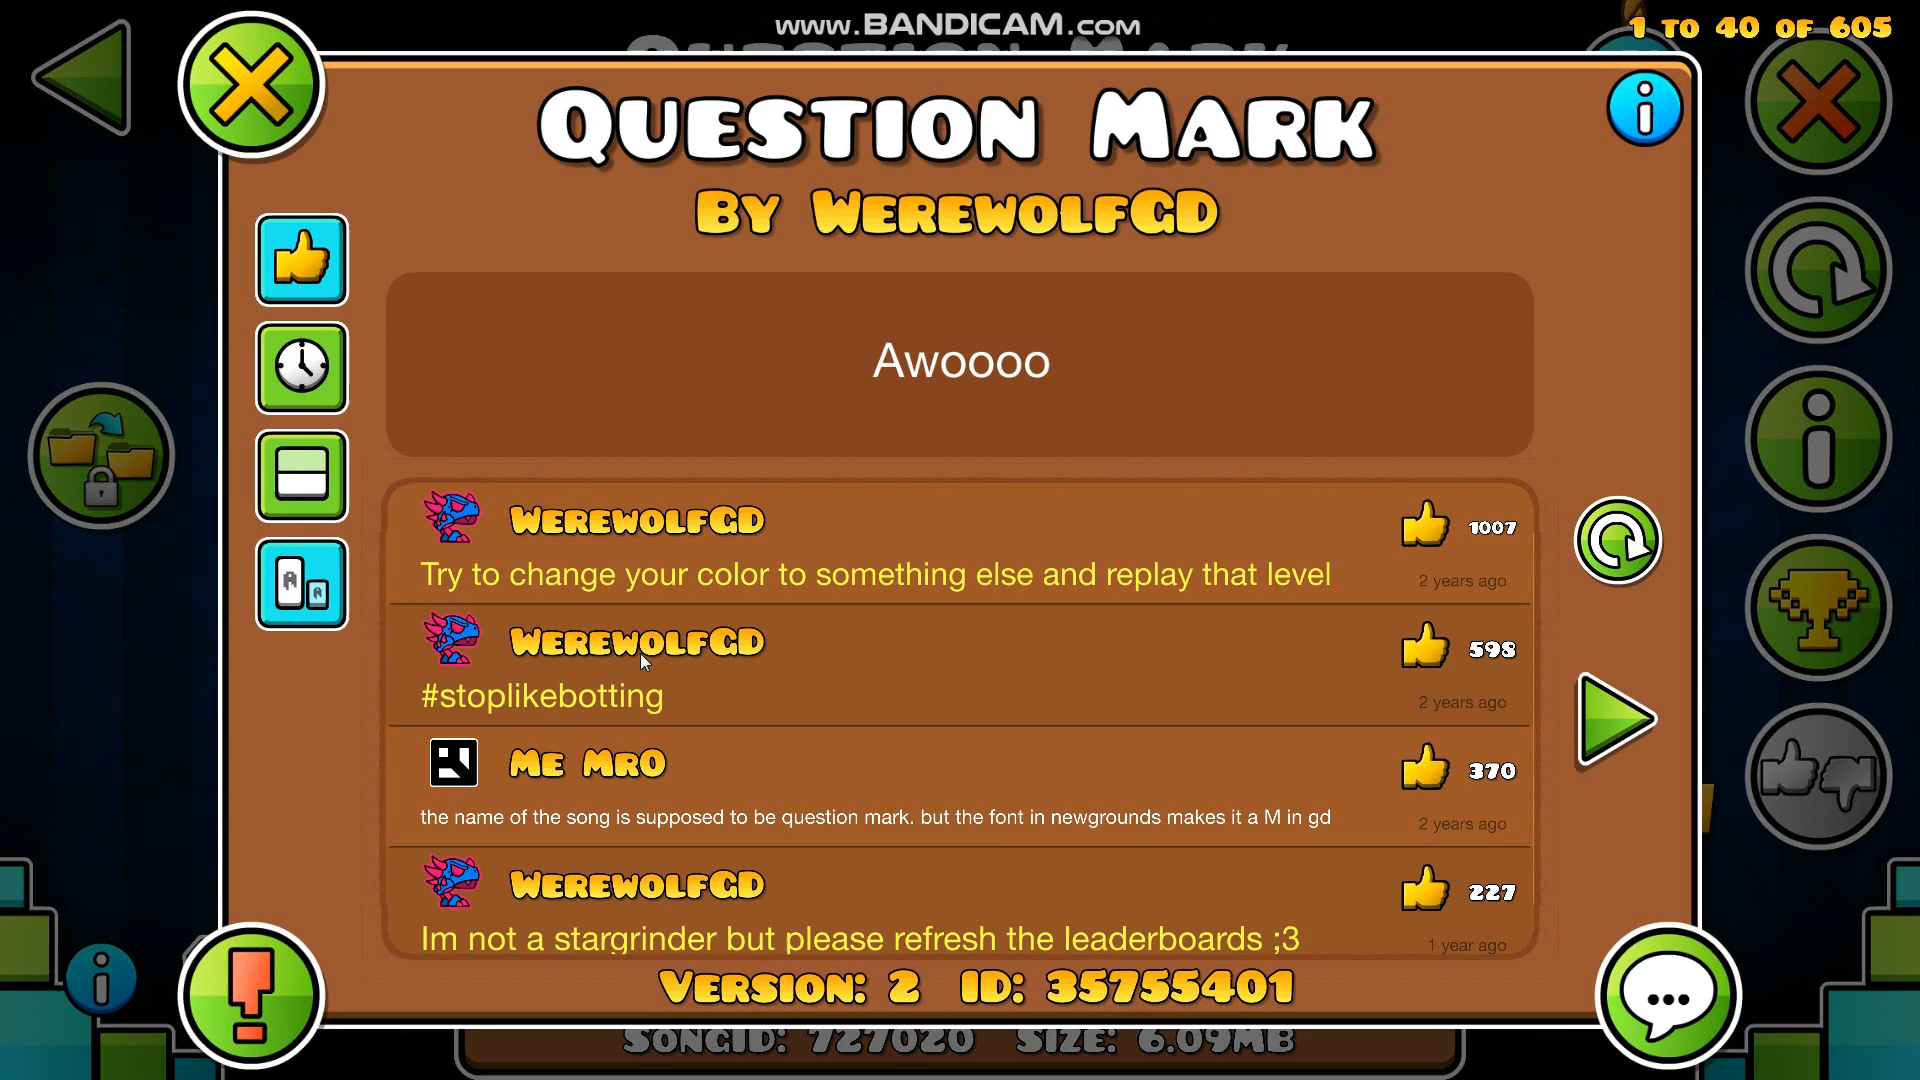 www.BANDICAM.com
1 to 40 of 605
Question Mark
By WerewolfGD
Awoooo
WerewolfGD
1007
Try to change your color to something else and replay that level
2 years ago
WerewolfGD
598
#stoplikebotting
2 years ago
Me MrO
370
the name of the song is supposed to be question mark. but the font in newgrounds makes it a M in gd
2 years ago
WerewolfGD
227
Im not a stargrinder but please refresh the leaderboards ;3
1 year ago
Version: 2 ID: 35755401
SongID: 727020 Size: 6.09MB